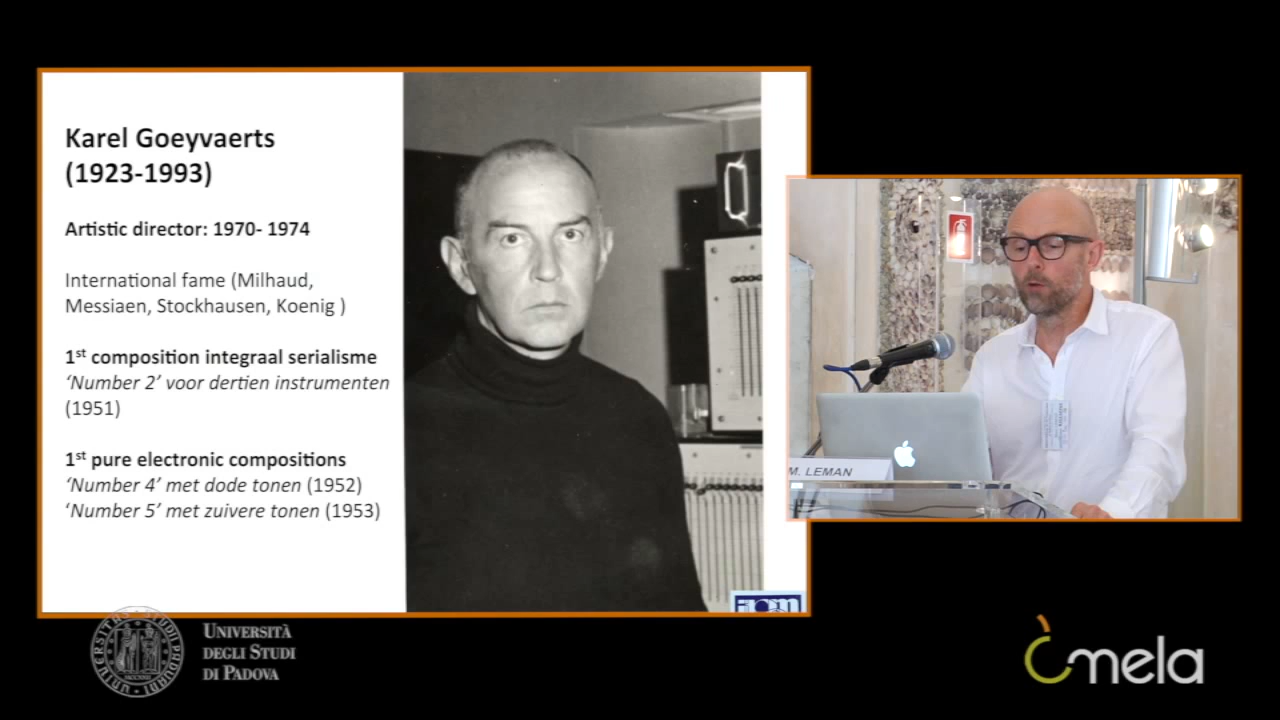 Karel Goeyvaerts
(1923-1993)
Artistic director: 1970- 1974
International fame (Milhaud,
Messiaen, Stockhausen, Koenig )
1st composition integraal serialisme
‘Number 2’ voor dertien instrumenten
(1951)
1st pure electronic compositions
‘Number 4’ met dode tonen (1952)
‘Number 5’ met zuivere tonen (1953)
M. LEMAN
UNIVERSITÀ
DEGLI STUDI
DI PADOVA
mela